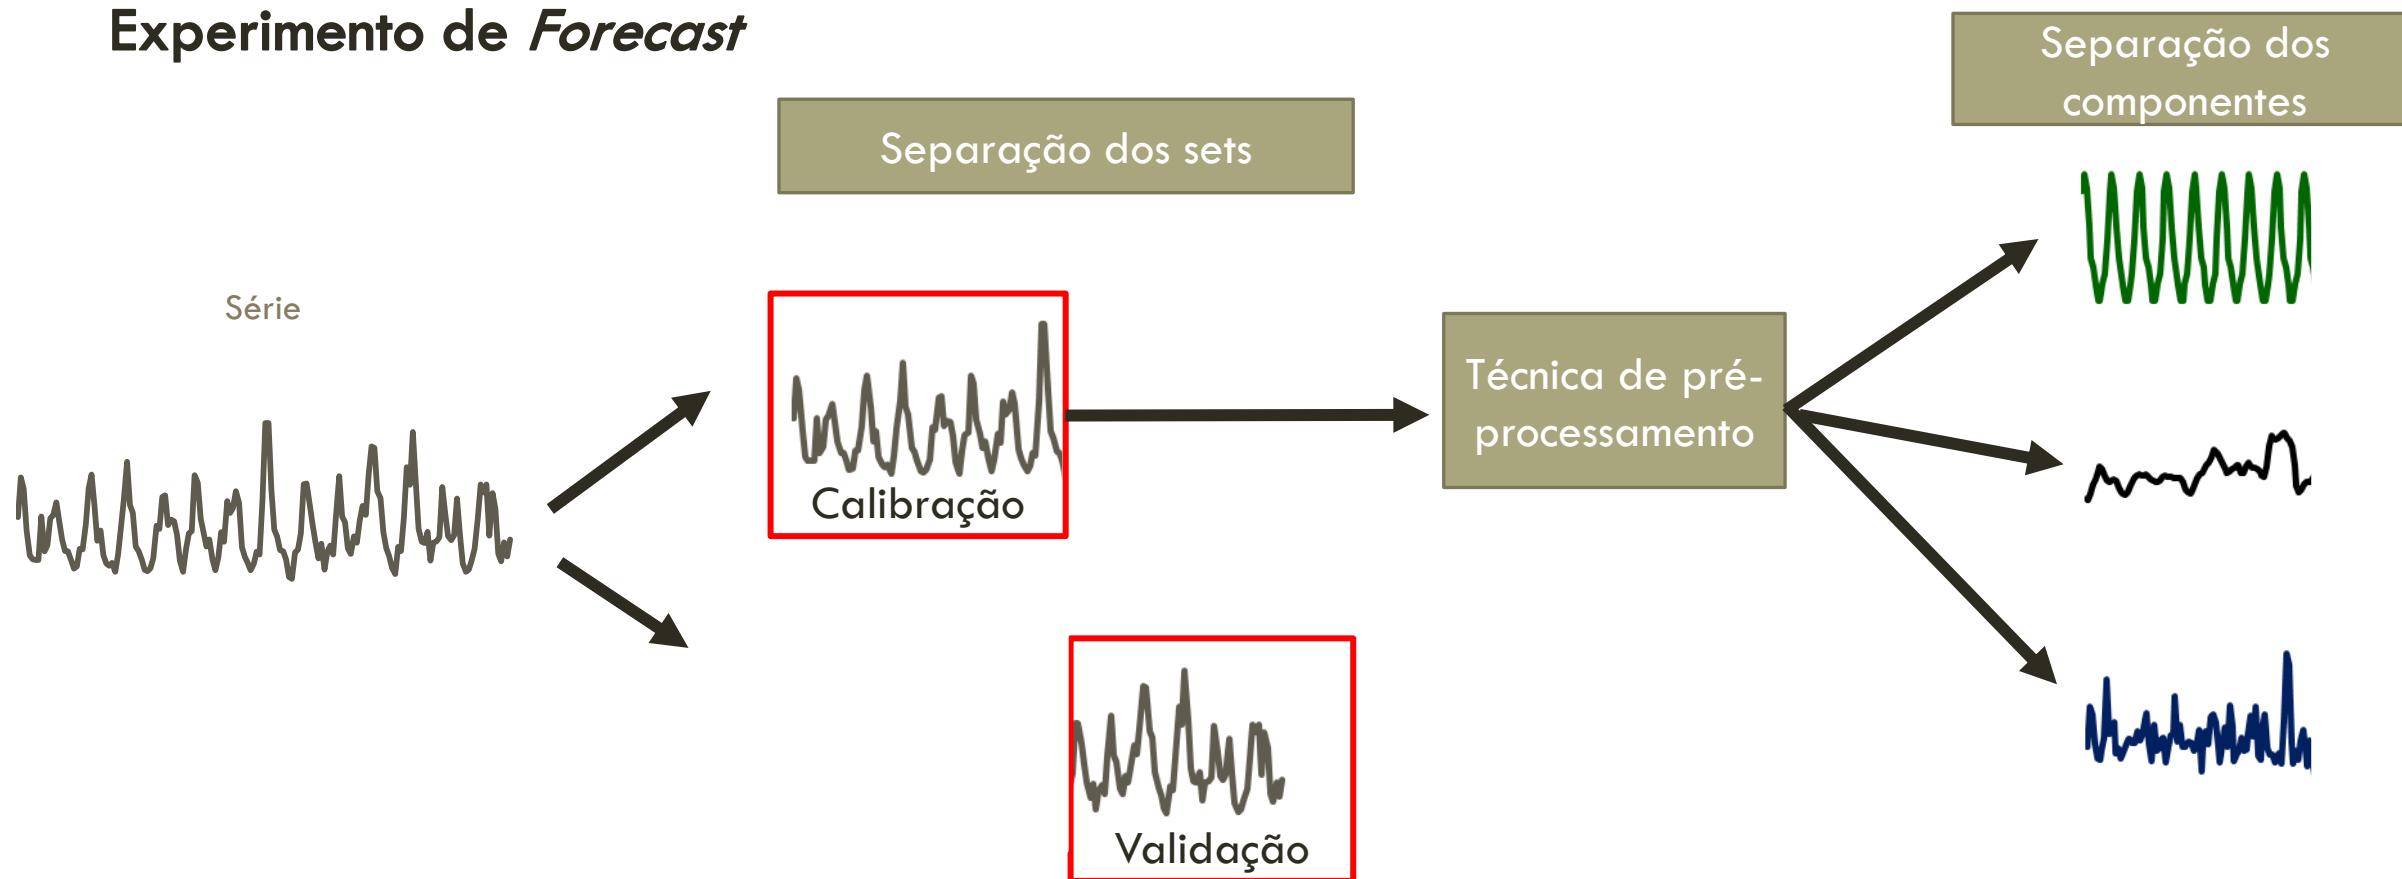 Experimento de Forecast
Separação dos
componentes
Separação dos sets
Série
Técnica de pré-
processamento
Calibração
Validação